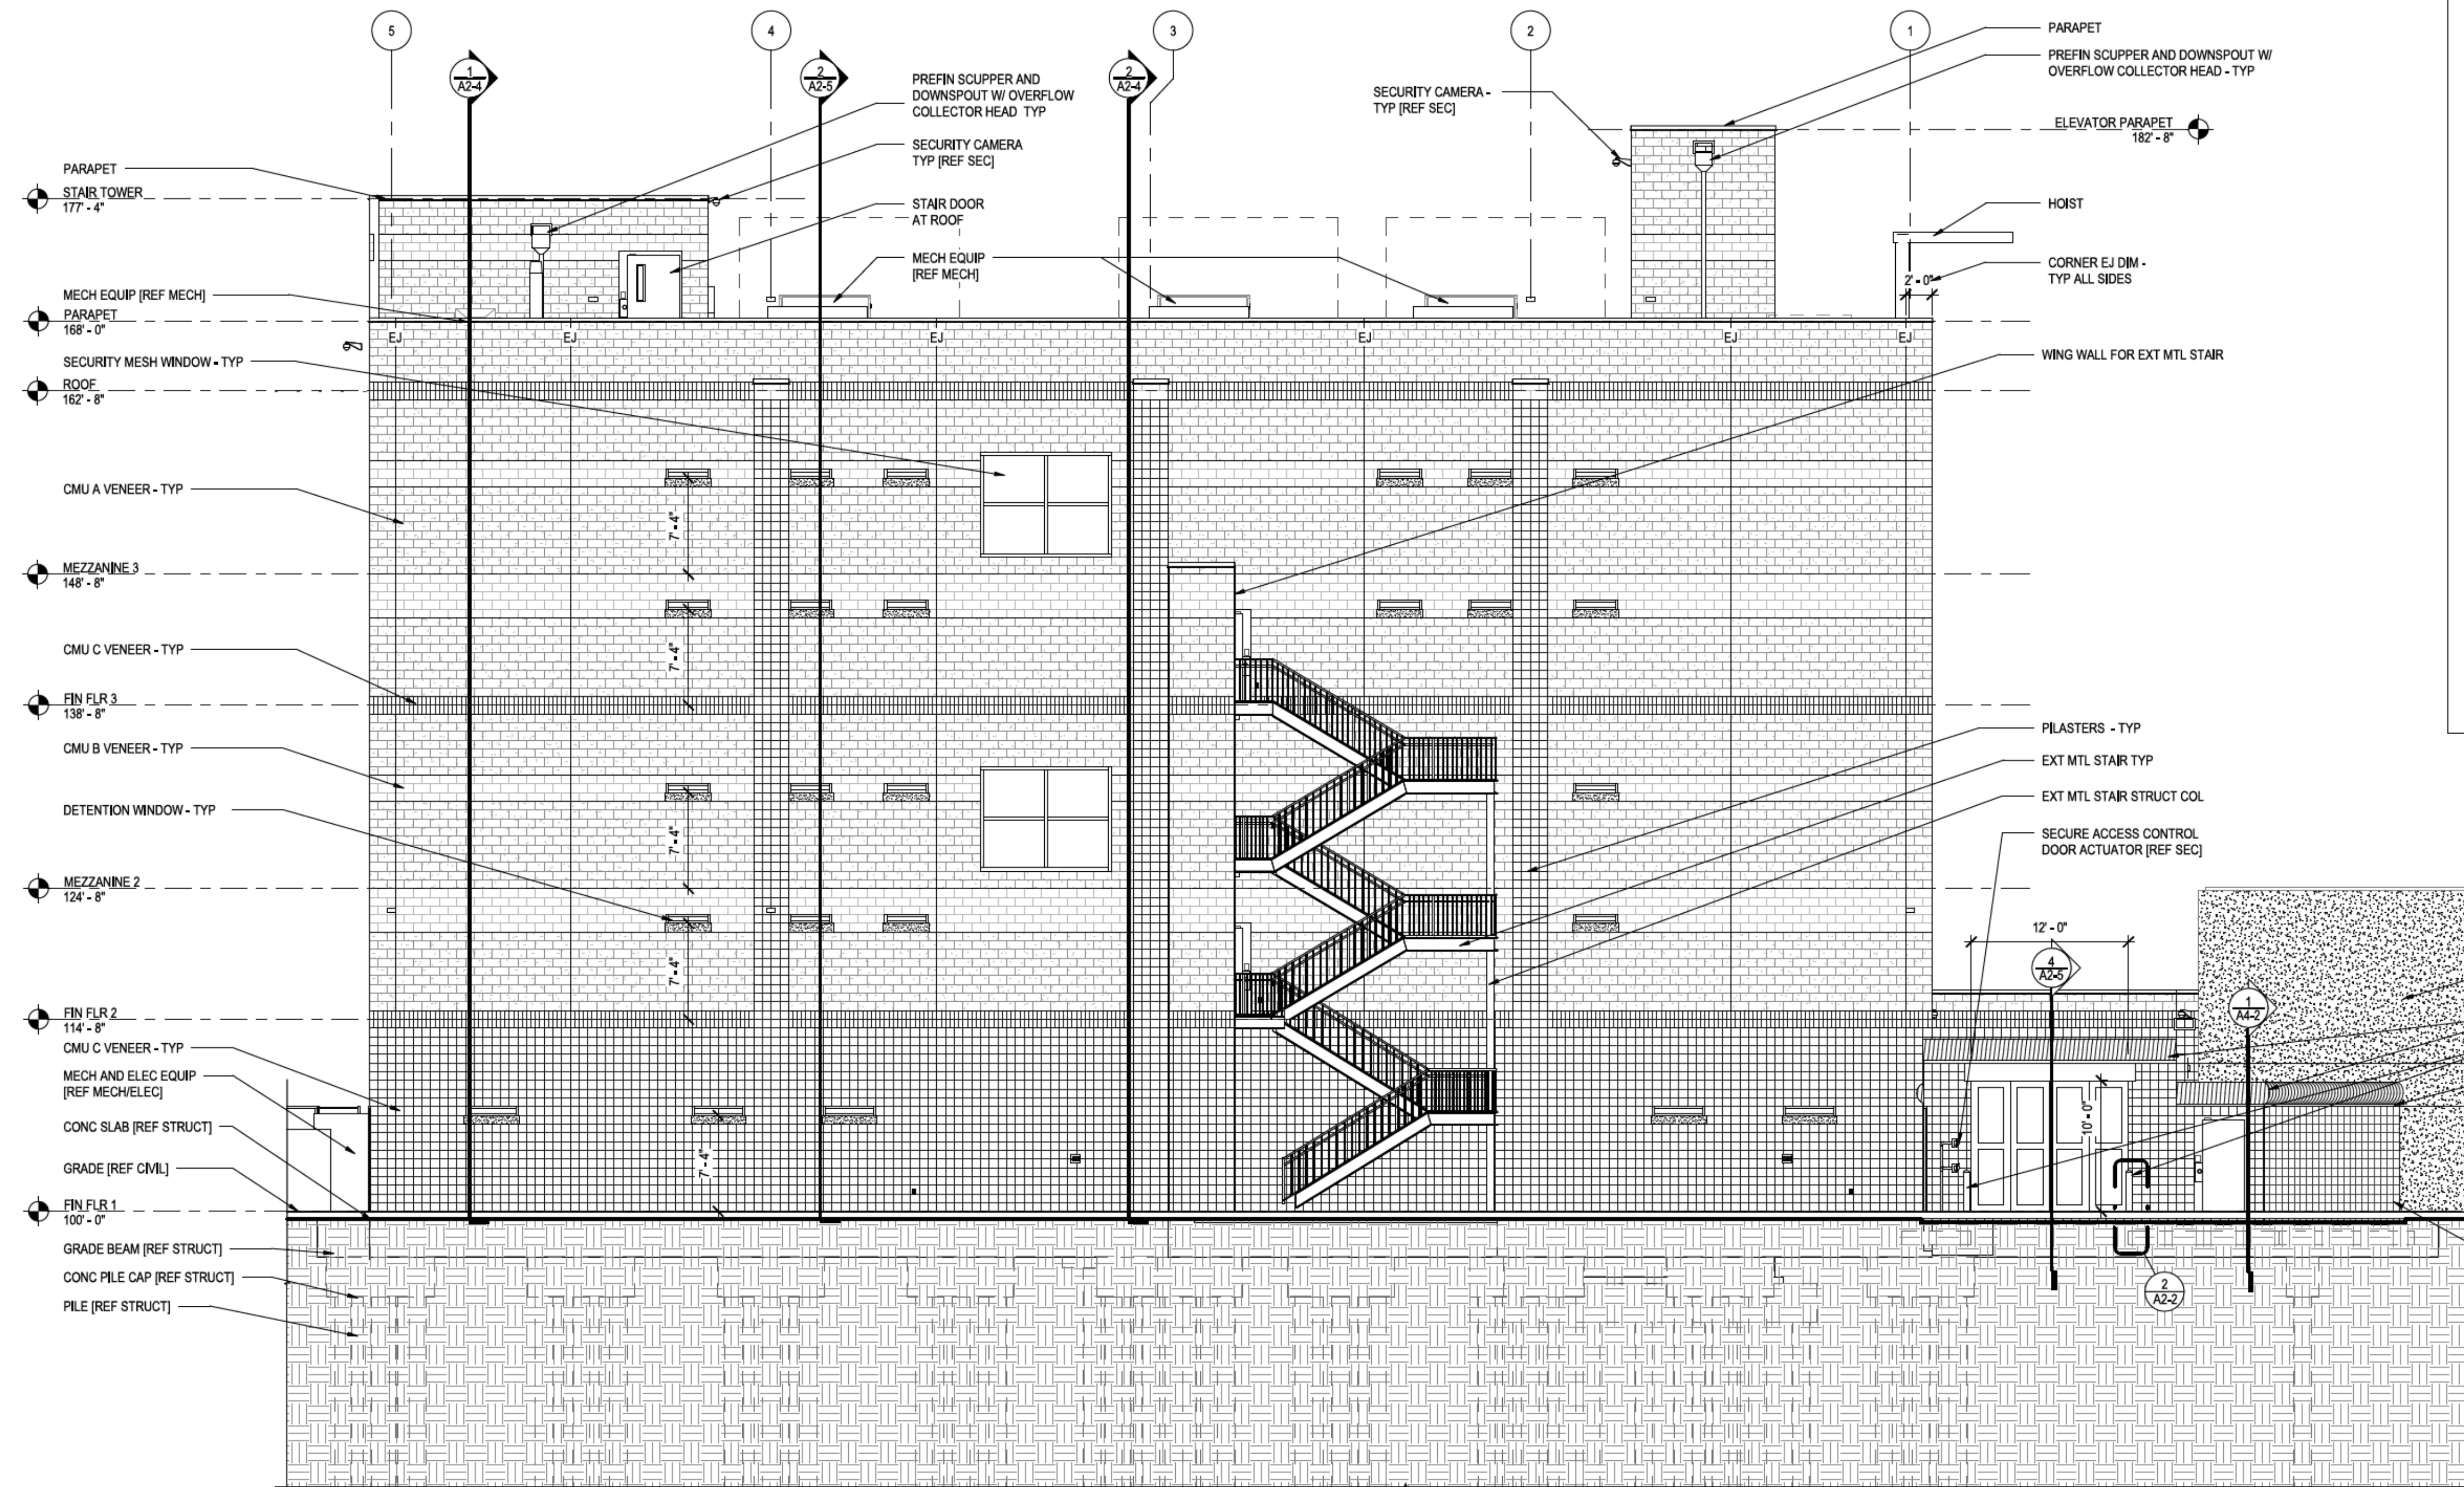 5
4
3
2
1
1
A2-4
2
A2-5
2
A2-4
PREFIN SCUPPER AND
DOWNSPOUT W/ OVERFLOW
COLLECTOR HEAD TYP
SECURITY CAMERA
TYP [REF SEC]
STAIR DOOR
AT ROOF
MECH EQUIP
[REF MECH]
SECURITY CAMERA -
TYP [REF SEC]
PARAPET
PREFIN SCUPPER AND DOWNSPOUT W/
OVERFLOW COLLECTOR HEAD - TYP
ELEVATOR PARAPET
182' - 8"
HOIST
CORNER EJ DIM -
TYP ALL SIDES
2' - 0"
WING WALL FOR EXT MTL STAIR
PARAPET
STAIR TOWER
177' - 4"
MECH EQUIP [REF MECH]
PARAPET
168' - 0"
SECURITY MESH WINDOW - TYP
ROOF
162' - 8"
CMU A VENEER - TYP
MEZZANINE 3
148' - 8"
CMU C VENEER - TYP
FIN FLR 3
138' - 8"
CMU B VENEER - TYP
DETENTION WINDOW - TYP
MEZZANINE 2
124' - 8"
FIN FLR 2
114' - 8"
CMU C VENEER - TYP
MECH AND ELEC EQUIP
[REF MECH/ELEC]
CONC SLAB [REF STRUCT]
GRADE [REF CIVIL]
FIN FLR 1
100' - 0"
GRADE BEAM [REF STRUCT]
CONC PILE CAP [REF STRUCT]
PILE [REF STRUCT]
EJ
EJ
EJ
EJ
EJ
EJ
7' - 4"
7' - 4"
7' - 4"
7' - 4"
7' - 4"
PILASTERS - TYP
EXT MTL STAIR TYP
EXT MTL STAIR STRUCT COL
SECURE ACCESS CONTROL
DOOR ACTUATOR [REF SEC]
12' - 0"
4
A2-5
1
A4-2
10' - 0"
2
A2-2